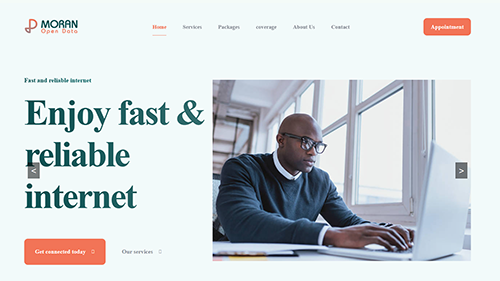 MORAN
Open Data
Home Services Packages coverage About Us Contact
Appointment
Fast and reliable internet
Enjoy fast &
reliable
internet
< >
Get connected today
Our services